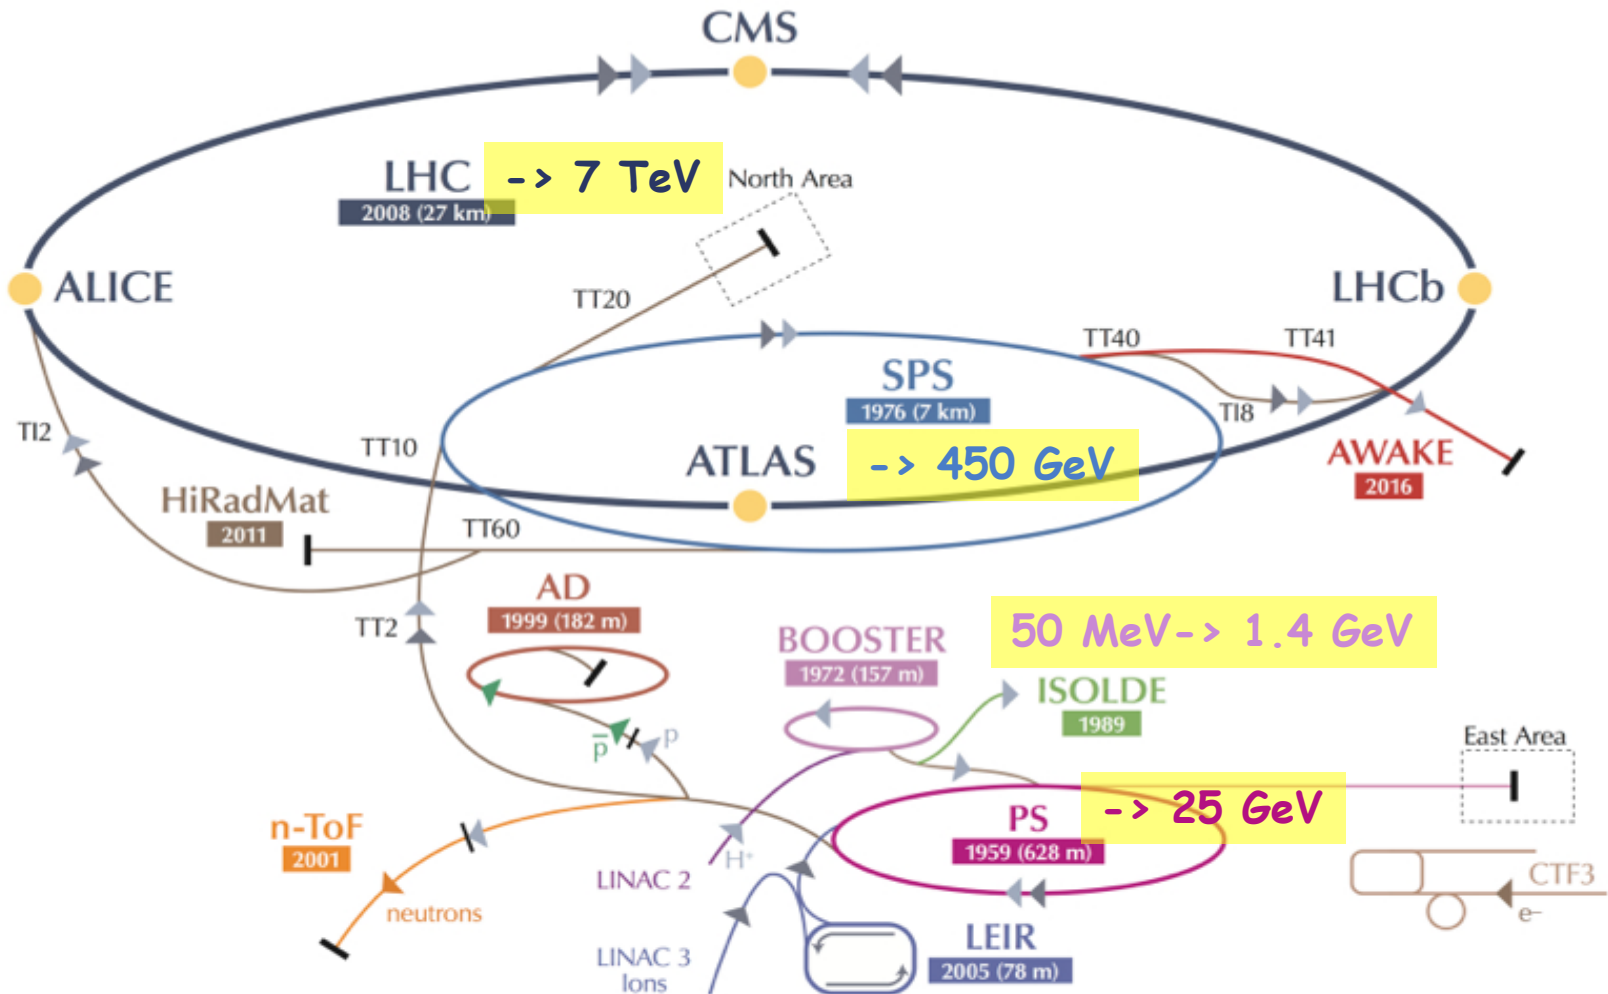 CMS
LHC
-> 7 TeV
2008 (27 km)
North Area
ALICE
LHCb
TT20
TT40
TT41
SPS
1976 (7 km)
TI8
TI2
TT10
ATLAS
-> 450 GeV
AWAKE
2016
HiRadMat
2011
TT60
AD
1999 (182 m)
TT2
BOOSTER
1972 (157 m)
50 MeV-> 1.4 GeV
ISOLDE
1989
p̅
p
East Area
n-ToF
2001
PS
-> 25 GeV
1959 (628 m)
H⁺
LINAC 2
neutrons
CTF3
e⁻
LINAC 3
Ions
LEIR
2005 (78 m)